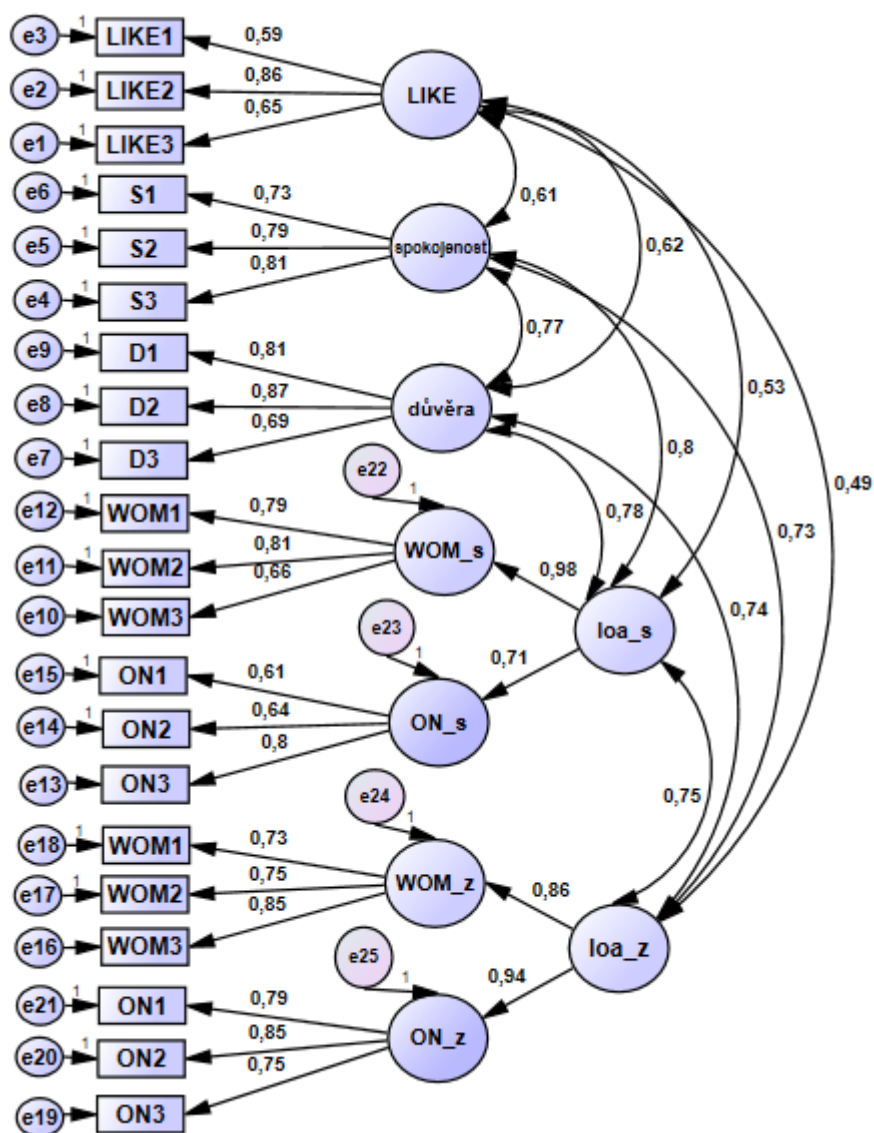 e3 1 LIKE1 0,59
e2 1 LIKE2 0,86 LIKE
e1 1 LIKE3 0,65
e6 1 S1 0,73 0,61
e5 1 S2 0,79 spokojenost 0,62
e4 1 S3 0,81
e9 1 D1 0,81 0,77
e8 1 D2 0,87 důvěra 0,53
e7 1 D3 0,69 0,8
e22 1 0,49
e12 1 WOM1 0,79 0,78 0,73
e11 1 WOM2 0,81 WOM_s 0,98
e10 1 WOM3 0,66 loa_s 0,74
e23 1
e15 1 ON1 0,61 0,71
e14 1 ON2 0,64 ON_s
e13 1 ON3 0,8
e24 1 0,75
e18 1 WOM1 0,73
e17 1 WOM2 0,75 WOM_z 0,86
e16 WOM3 0,85 loa_z
e25 1 0,94
e21 1 ON1 0,79
e20 1 ON2 0,85 ON_z
e19 ON3 0,75